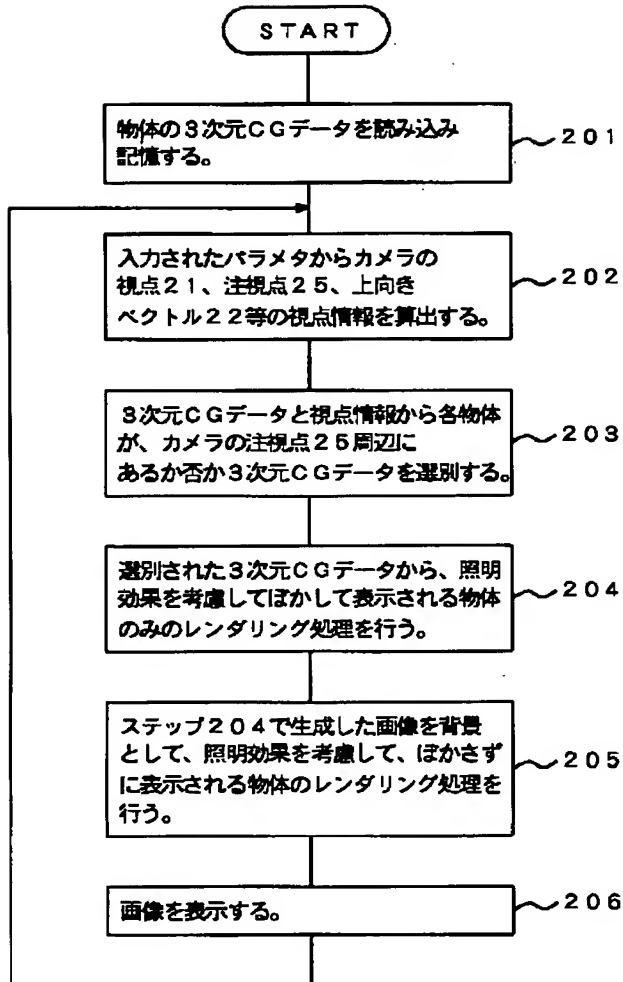 START
物体の3次元CGデータを読み込み
記憶する。
201
入力されたパラメタからカメラの
視点21、注視点25、上向き
ベクトル22等の視点情報を算出する。
202
3次元CGデータと視点情報から各物体
が、カメラの注視点25周辺に
あるか否か3次元CGデータを選別する。
203
選別された3次元CGデータから、照明
効果を考慮してぼかして表示される物体
のみのレンダリング処理を行う。
204
ステップ204で生成した画像を背景
として、照明効果を考慮して、ぼかさず
に表示される物体のレンダリング処理を
行う。
205
画像を表示する。
206